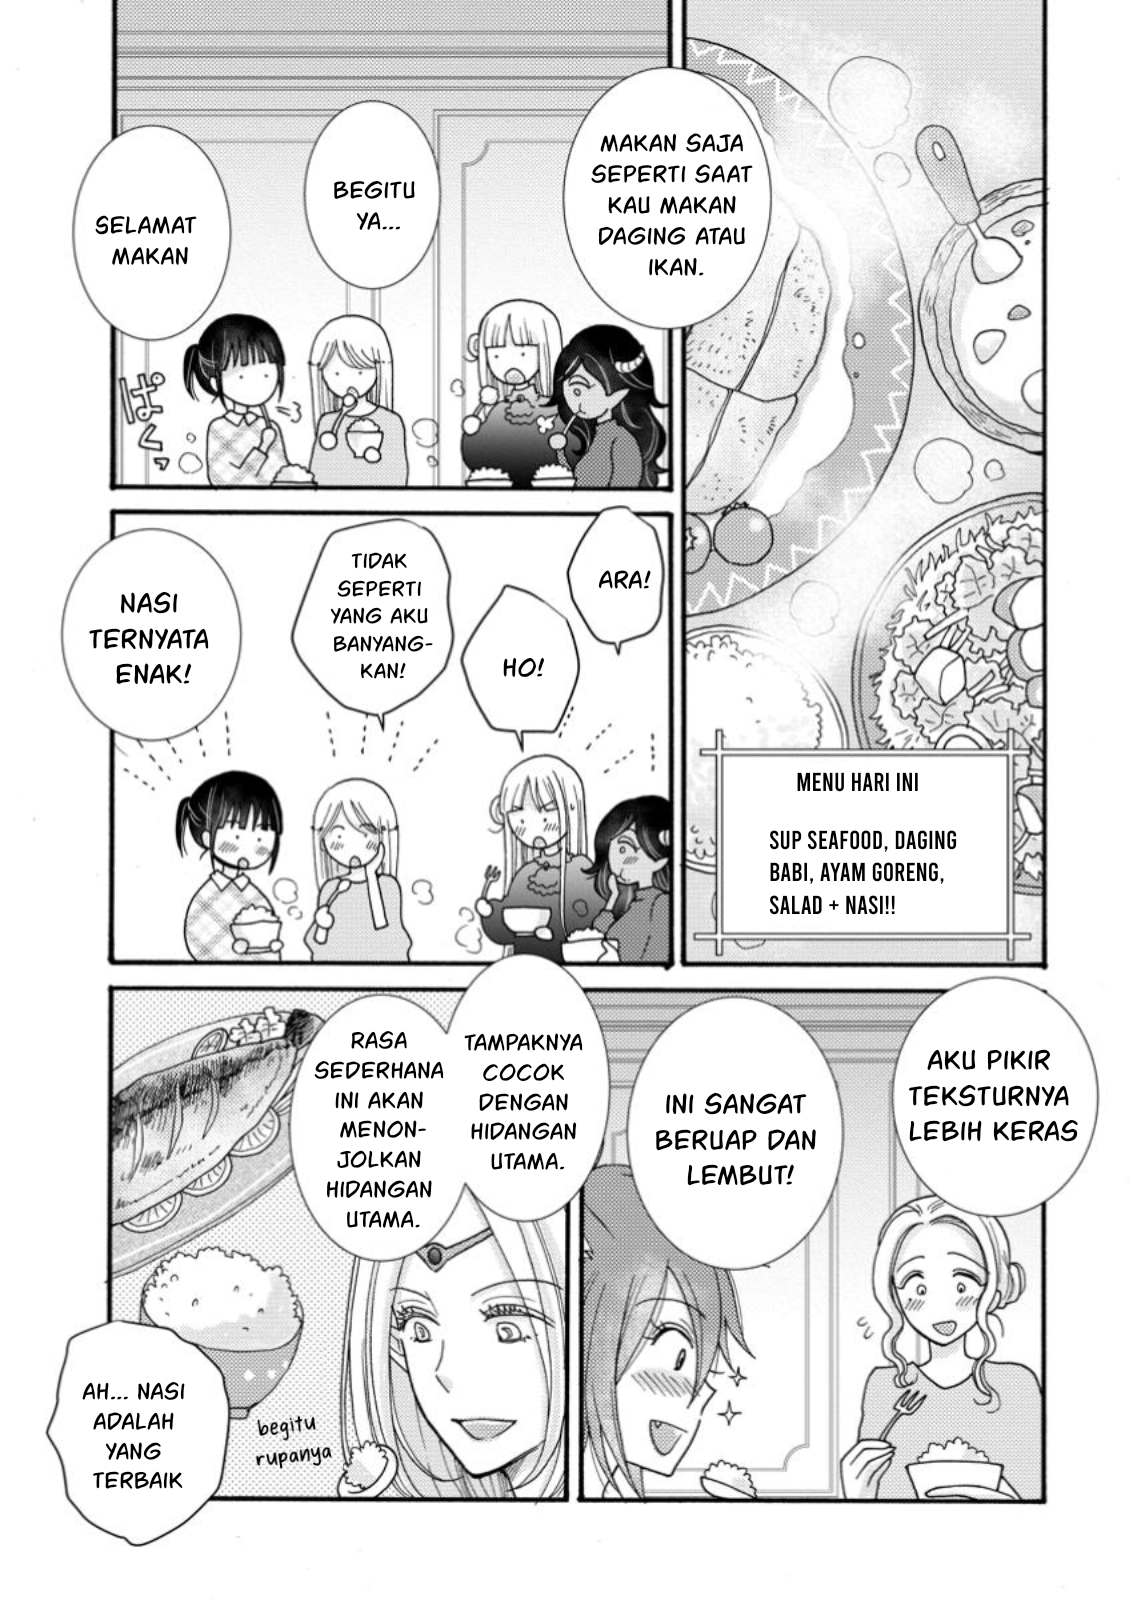 MENU HARI INI
SUP SEAFOOD, DAGING
BABI, AYAM GORENG,
SALAD + NASI!!
MAKAN SAJA
SEPERTI SAAT
KAU MAKAN
DAGING ATAU
IKAN.
BEGITU
YA...
SELAMAT
MAKAN
ぱくっ
ARA!
HO!
TIDAK
SEPERTI
YANG AKU
BANYANG-
KAN!
NASI
TERNYATA
ENAK!
AKU PIKIR
TEKSTURNYA
LEBIH KERAS
INI SANGAT
BERUAP DAN
LEMBUT!
TAMPAKNYA
COCOK
DENGAN
HIDANGAN
UTAMA.
RASA
SEDERHANA
INI AKAN
MENON-
JOLKAN
HIDANGAN
UTAMA.
begitu
rupanya
AH... NASI
ADALAH
YANG
TERBAIK